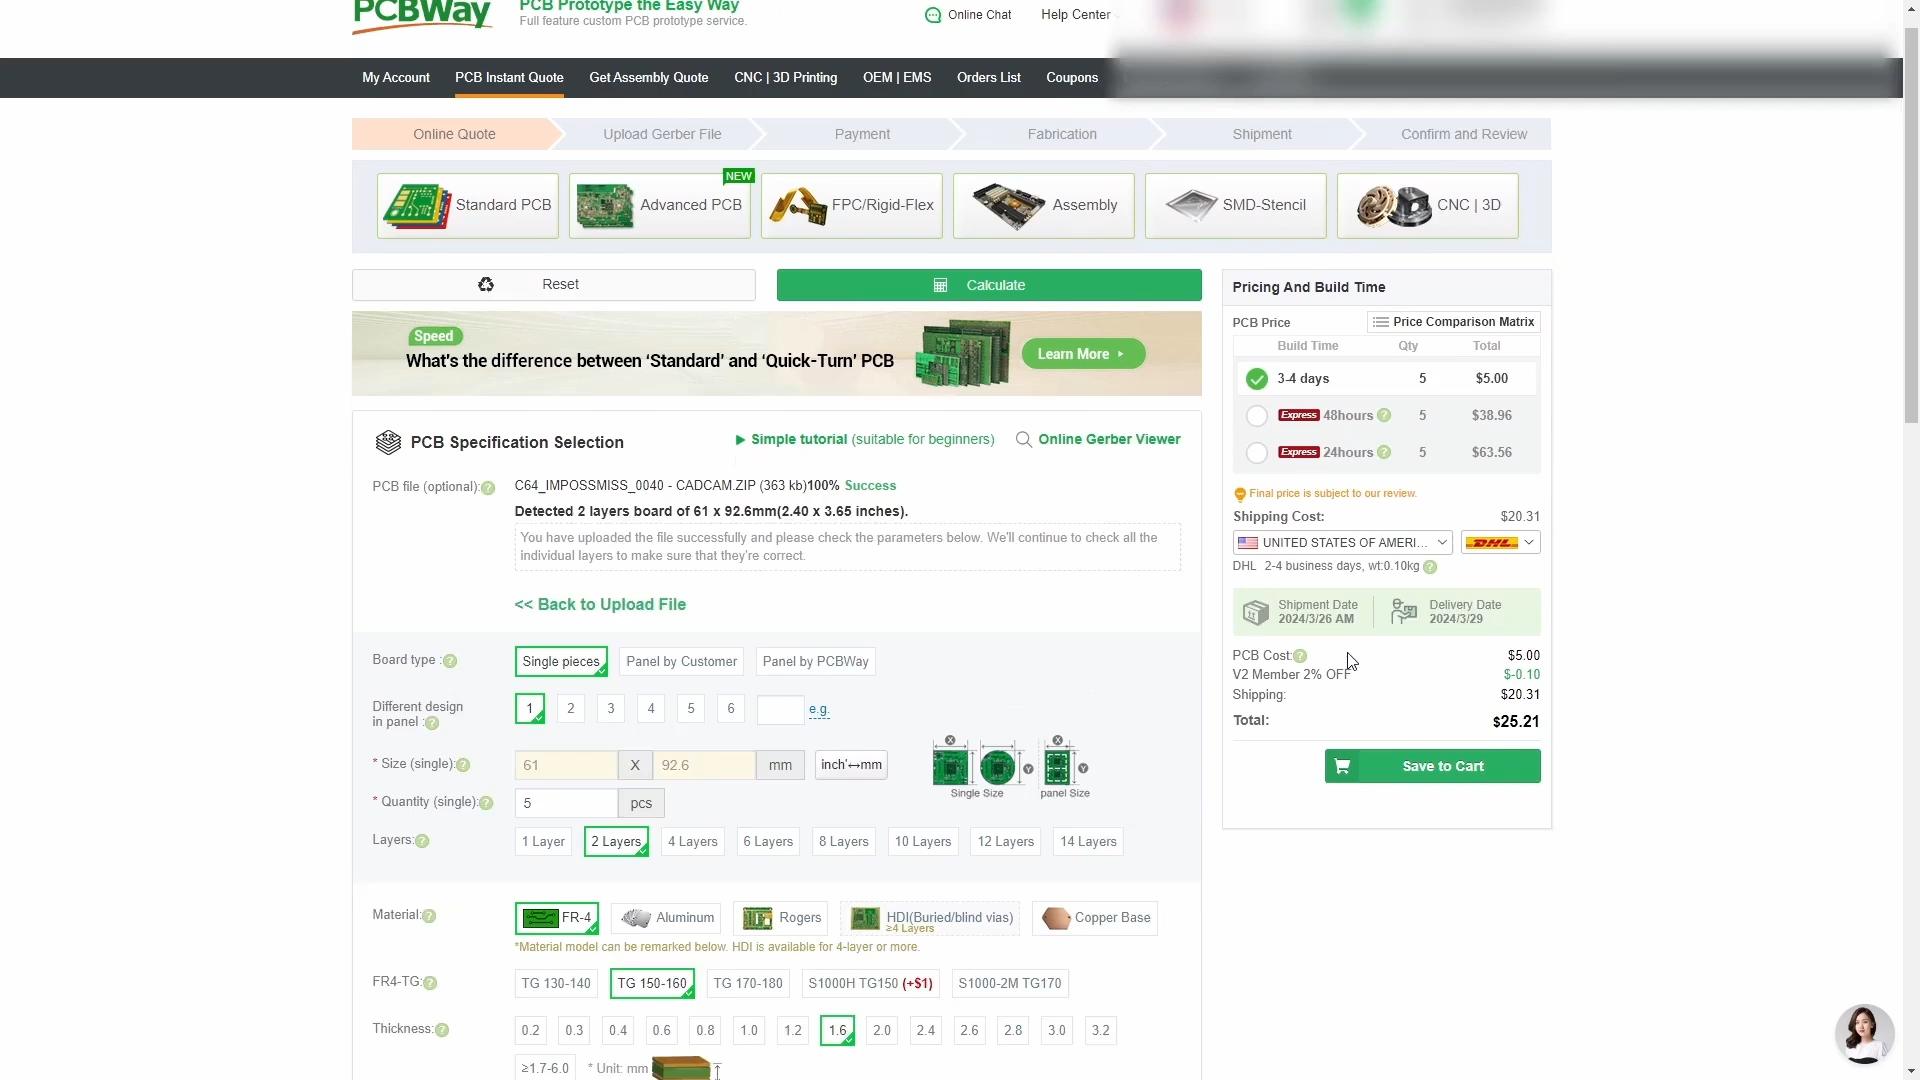 PCBWay
PCB Prototype the Easy Way
Full feature custom PCB prototype service.
Online Chat
Help Center
My Account
PCB Instant Quote
Get Assembly Quote
CNC | 3D Printing
OEM | EMS
Orders List
Coupons
Online Quote
Upload Gerber File
Payment
Fabrication
Shipment
Confirm and Review
Standard PCB
NEW
Advanced PCB
FPC/Rigid-Flex
Assembly
SMD-Stencil
CNC | 3D
Reset
Calculate
Speed
What's the difference between ‘Standard’ and ‘Quick-Turn’ PCB
Learn More
PCB Specification Selection
Simple tutorial (suitable for beginners)
Online Gerber Viewer
PCB file (optional):
C64_IMPOSSMISS_0040 - CADCAM.ZIP (363 kb)100% Success
Detected 2 layers board of 61 x 92.6mm(2.40 x 3.65 inches).
You have uploaded the file successfully and please check the parameters below. We'll continue to check all the
individual layers to make sure that they're correct.
<< Back to Upload File
Board type :
Single pieces
Panel by Customer
Panel by PCBWay
Different design
in panel :
1
2
3
4
5
6
e.g.
* Size (single):
61
X
92.6
mm
inch'↔mm
X
Y
X
Y
Single Size
panel Size
* Quantity (single):
5
pcs
Layers:
1 Layer
2 Layers
4 Layers
6 Layers
8 Layers
10 Layers
12 Layers
14 Layers
Material:
FR-4
Aluminum
Rogers
HDI(Buried/blind vias)
≥4 Layers
Copper Base
*Material model can be remarked below. HDI is available for 4-layer or more.
FR4-TG:
TG 130-140
TG 150-160
TG 170-180
S1000H TG150 (+$1)
S1000-2M TG170
Thickness:
0.2
0.3
0.4
0.6
0.8
1.0
1.2
1.6
2.0
2.4
2.6
2.8
3.0
3.2
≥1.7-6.0
* Unit: mm
Pricing And Build Time
PCB Price
Price Comparison Matrix
Build Time
Qty
Total
3-4 days
5
$5.00
Express 48hours
5
$38.96
Express 24hours
5
$63.56
Final price is subject to our review.
Shipping Cost:
$20.31
UNITED STATES OF AMERI...
DHL
DHL 2-4 business days, wt:0.10kg
Shipment Date
2024/3/26 AM
Delivery Date
2024/3/29
PCB Cost:
$5.00
V2 Member 2% OFF
$-0.10
Shipping:
$20.31
Total:
$25.21
Save to Cart